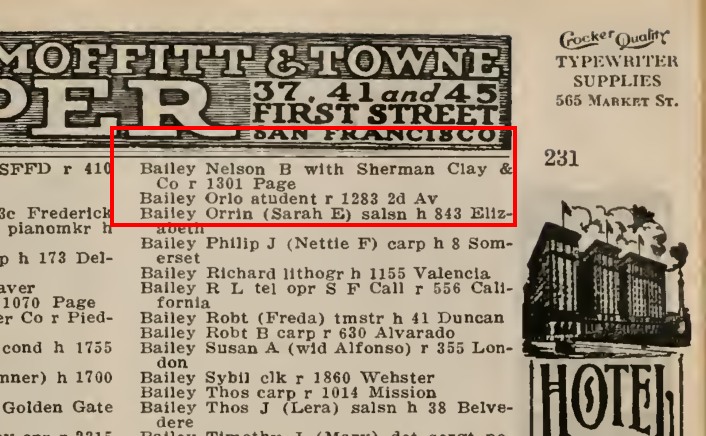 MOFFITT & TOWNE
PER
37, 41 and 45
FIRST STREET
SAN FRANCISCO
Crocker Quality
TYPEWRITER
SUPPLIES
565 MARKET ST.
231
SFFD r 410
3c Frederick
pianomkr h
p h 173 Del-
aver
1070 Page
er Co r Pied-
cond h 1755
nner) h 1700
Golden Gate
Bailey Nelson B with Sherman Clay &
Co r 1301 Page
Bailey Orlo atudent r 1283 2d Av
Bailey Orrin (Sarah E) salsn h 843 Eliz-
abeth
Bailey Philip J (Nettie F) carp h 8 Som-
erset
Bailey Richard lithogr h 1155 Valencia
Bailey R L tel opr S F Call r 556 Cali-
fornia
Bailey Robt (Freda) tmstr h 41 Duncan
Bailey Robt B carp r 630 Alvarado
Bailey Susan A (wid Alfonso) r 355 Lon-
don
Bailey Sybil clk r 1860 Webster
Bailey Thos carp r 1014 Mission
Bailey Thos J (Lera) salsn h 38 Belve-
dere
HOTEL